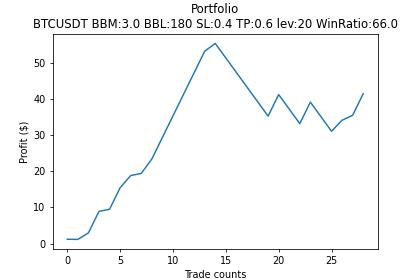 Portfolio
BTCUSDT BBM:3.0 BBL:180 SL:0.4 TP:0.6 lev:20 WinRatio:66.0
50
40
30
20
10
0
Profit ($)
0 5 10 15 20 25
Trade counts